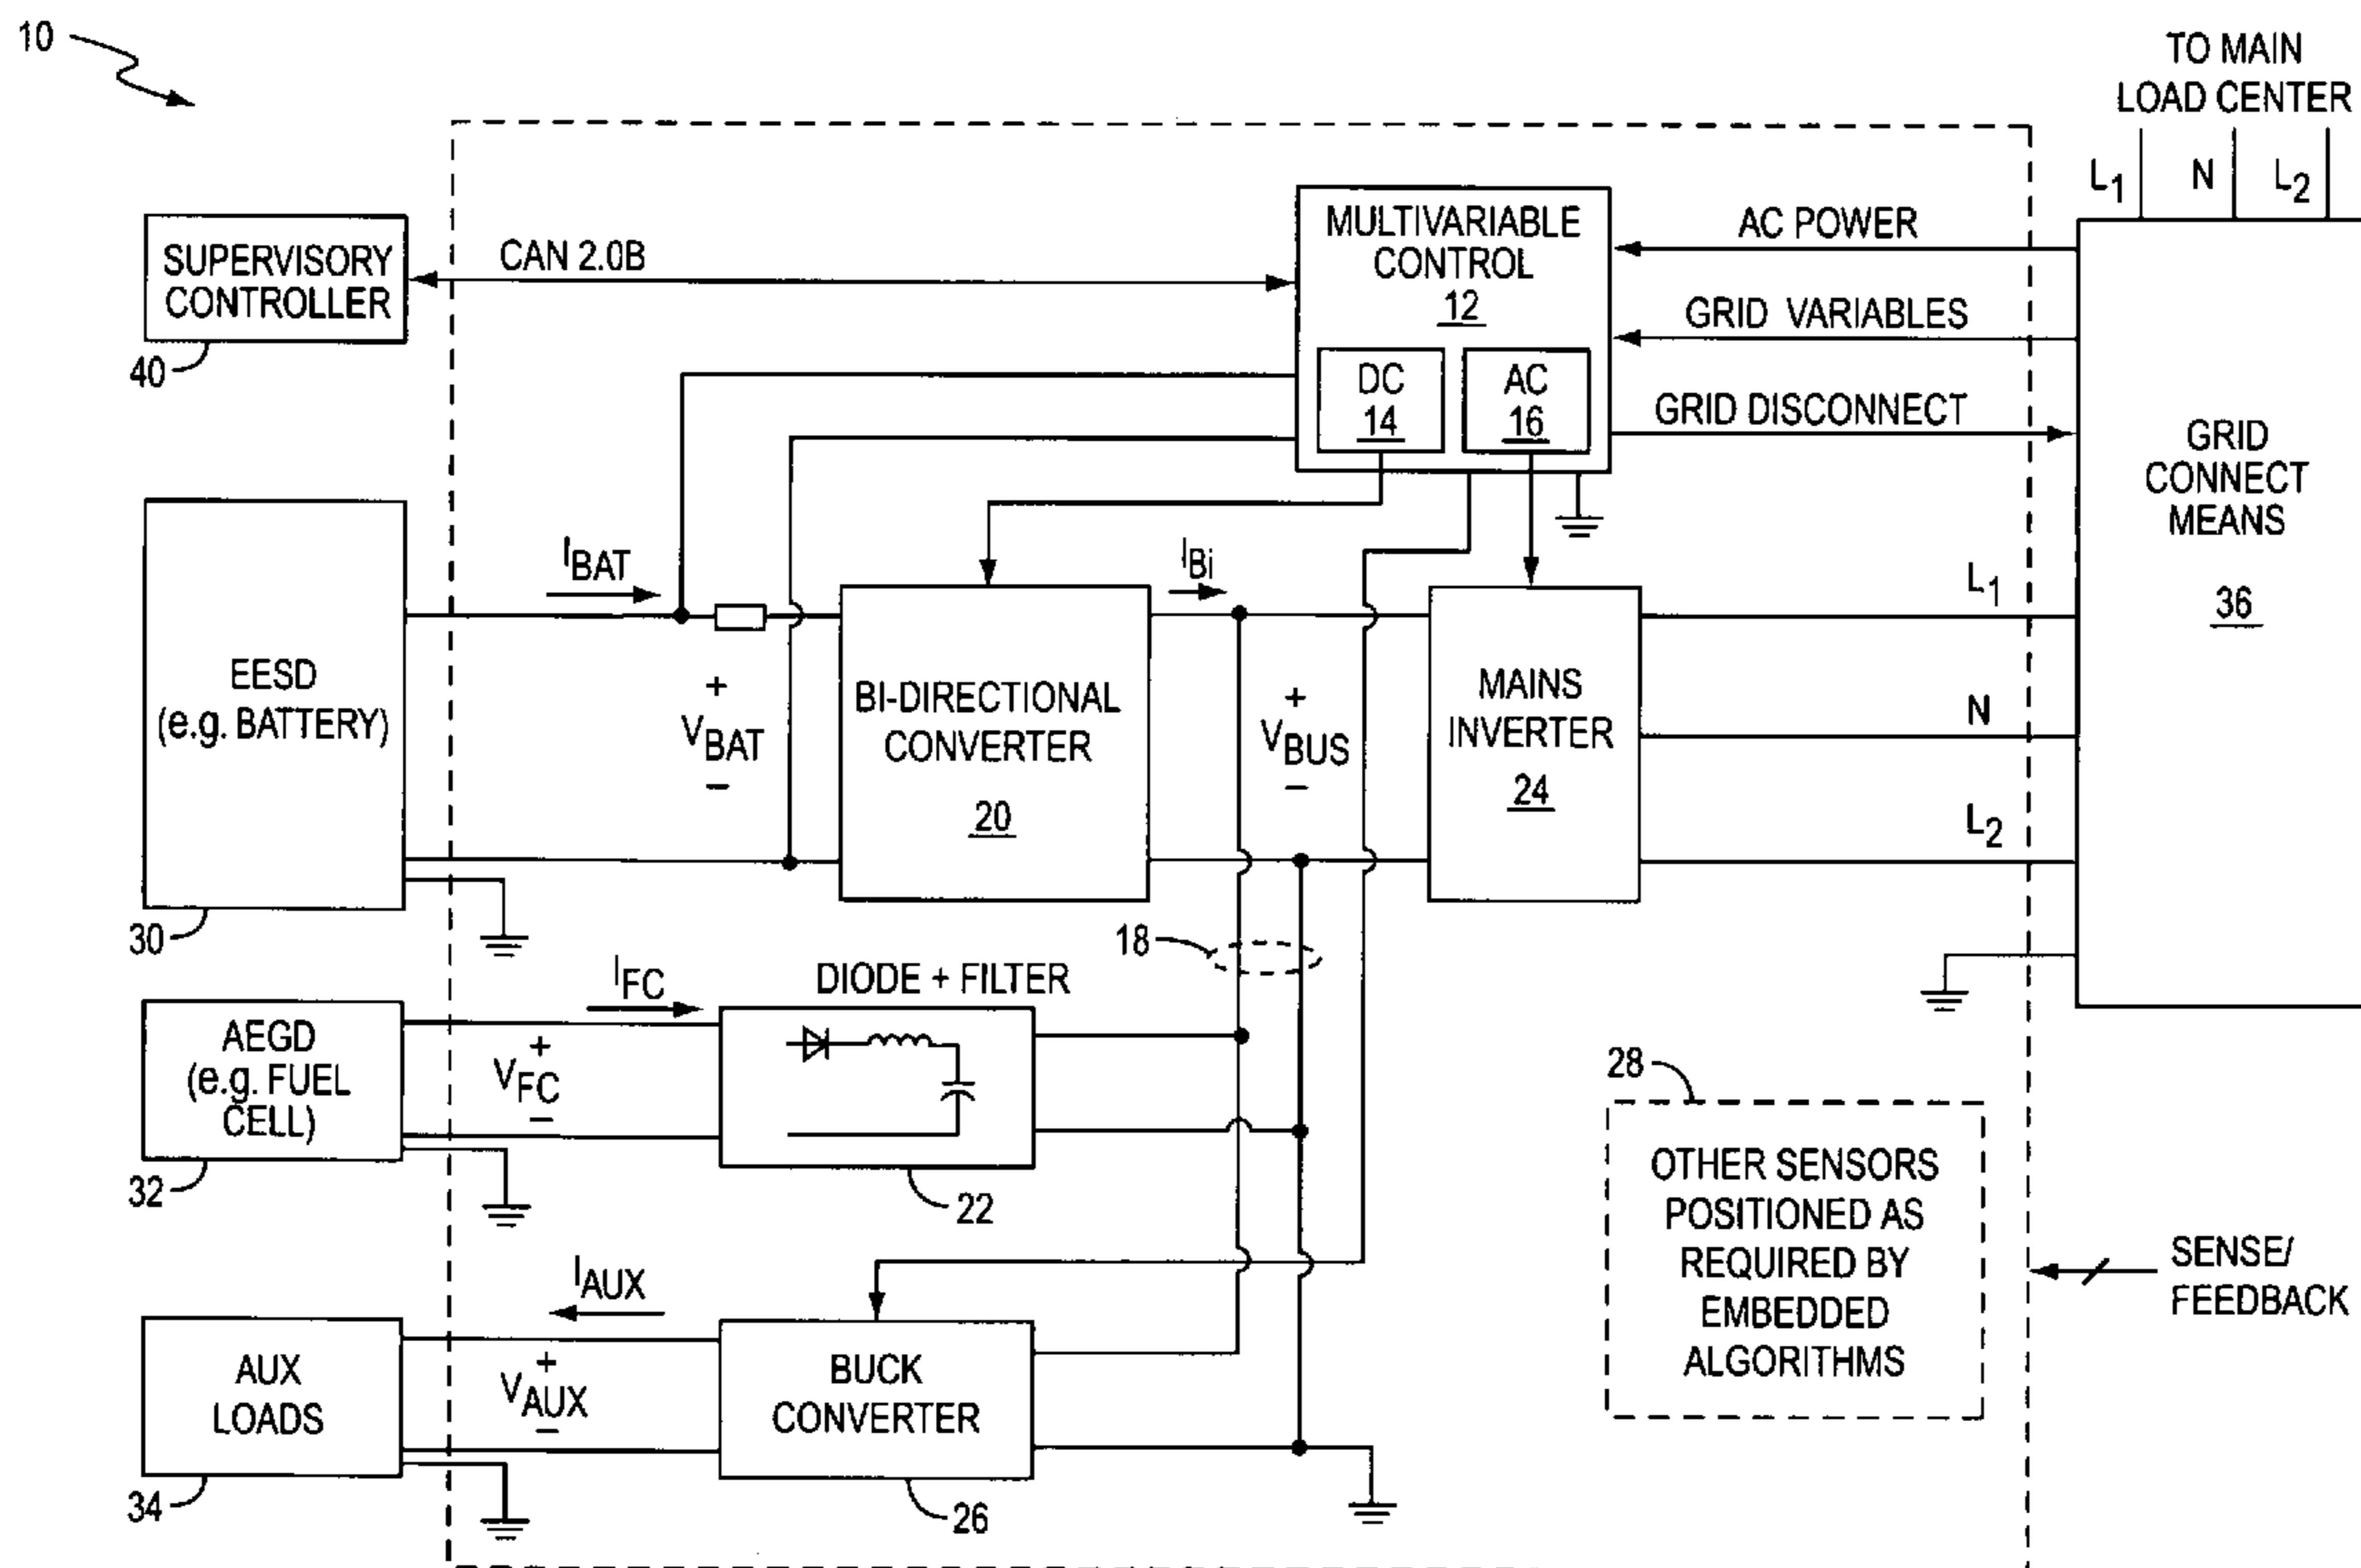 10
TO MAIN
LOAD CENTER
L1 N L2
SUPERVISORY
CONTROLLER
40
CAN 2.0B
MULTIVARIABLE
CONTROL
12
DC
14
AC
16
AC POWER
GRID VARIABLES
GRID DISCONNECT
GRID
CONNECT
MEANS
36
EESD
(e.g. BATTERY)
30
IBAT
+
VBAT
−
BI-DIRECTIONAL
CONVERTER
20
IBi
+
VBUS
−
MAINS
INVERTER
24
L1
N
L2
18
AEGD
(e.g. FUEL
CELL)
32
IFC
+
VFC
−
DIODE + FILTER
22
28
OTHER SENSORS
POSITIONED AS
REQUIRED BY
EMBEDDED
ALGORITHMS
SENSE/
FEEDBACK
AUX
LOADS
34
IAUX
+
VAUX
−
BUCK
CONVERTER
26